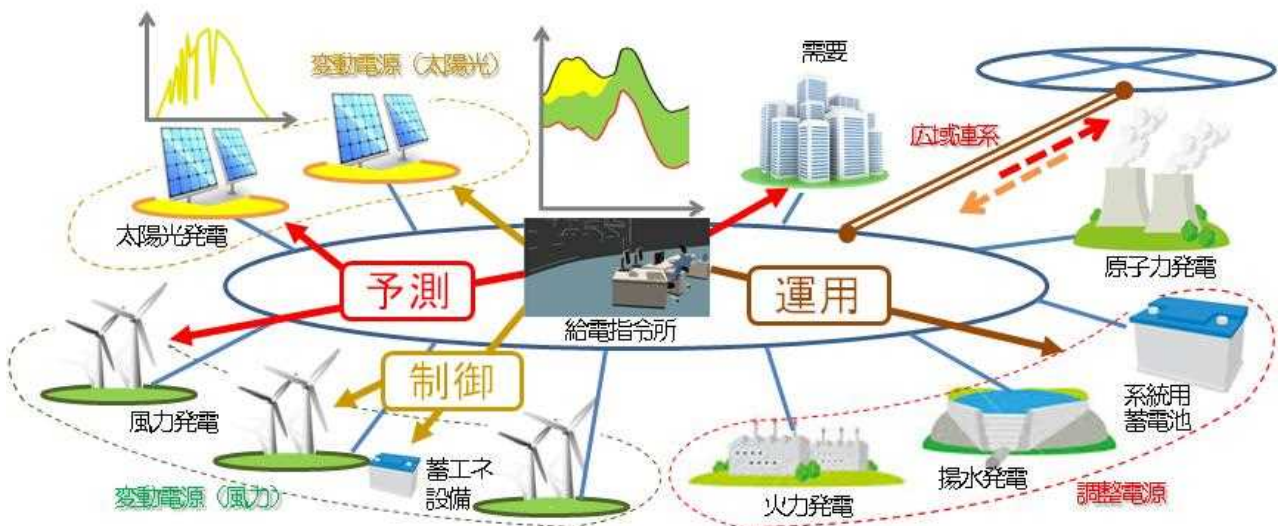 変動電源（太陽光）
需要
広域連系
太陽光発電
予測
運用
原子力発電
給電指令所
制御
風力発電
系統用
蓄電池
蓄エネ
設備
揚水発電
変動電源（風力）
火力発電
調整電源